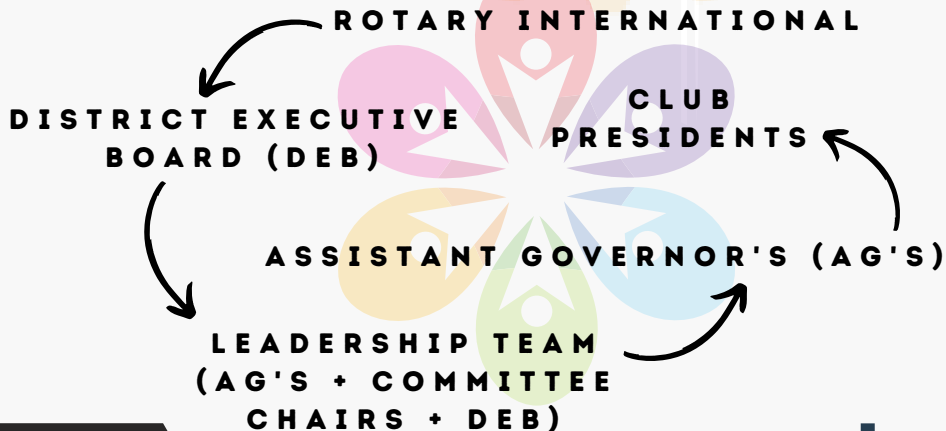 ROTARY INTERNATIONAL
DISTRICT EXECUTIVE
BOARD (DEB)
LEADERSHIP TEAM
(AG'S + COMMITTEE
CHAIRS + DEB)
ASSISTANT GOVERNOR'S (AG'S)
CLUB
PRESIDENTS